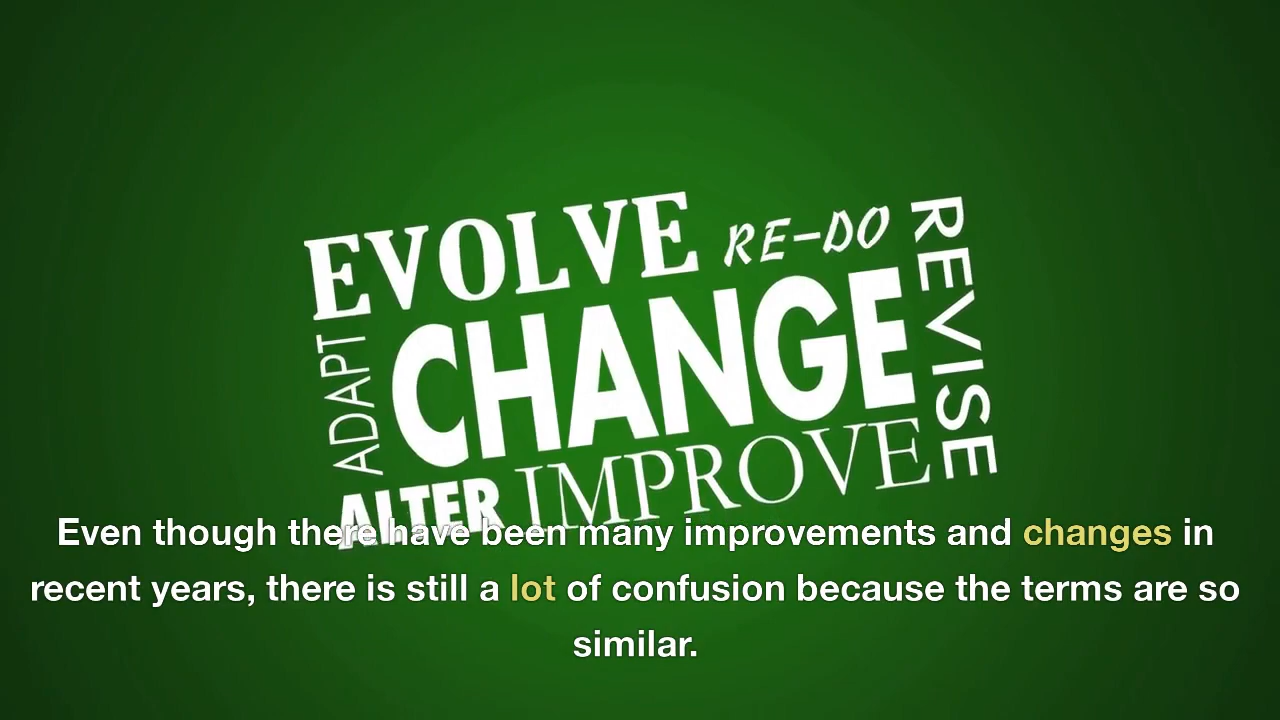 EVOLVE RE-DO
REVISE
ADAPT
CHANGE
ALTER IMPROVE
Even though there have been many improvements and changes in
recent years, there is still a lot of confusion because the terms are so
similar.